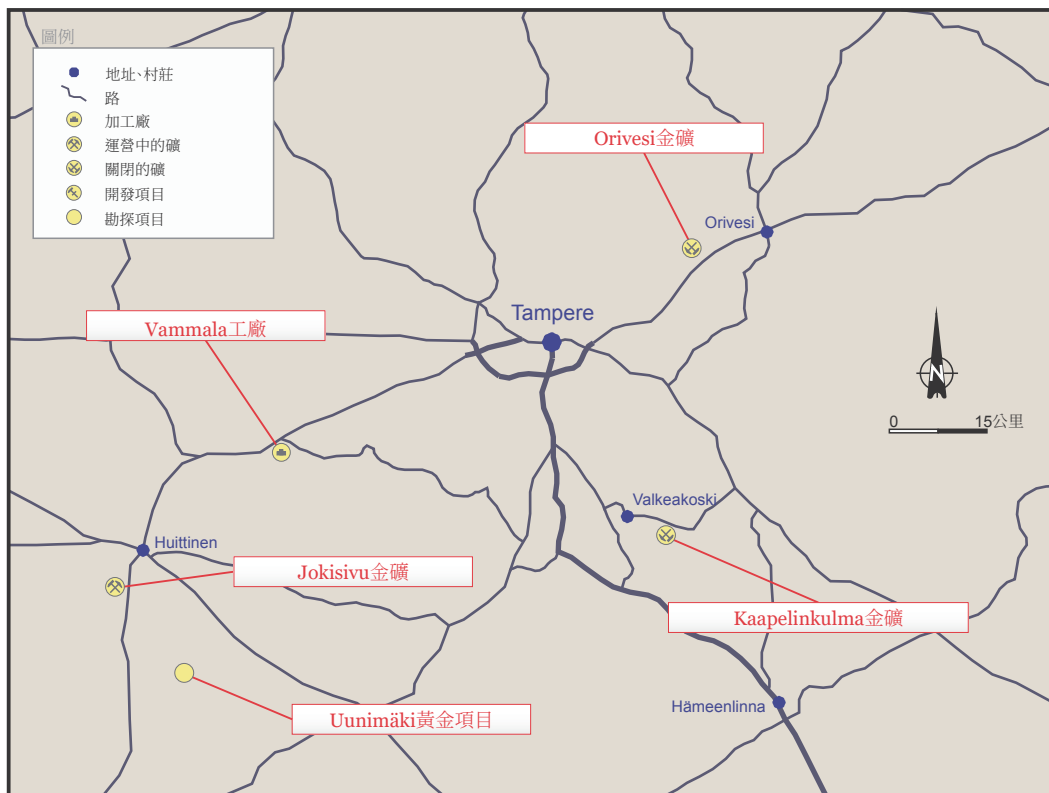 圖例
地址、村莊
路
加工廠
運營中的礦
關閉的礦
開發項目
勘探項目
Orivesi金礦
Orivesi
Tampere
Vammala工廠
N
0 15公里
Valkeakoski
Huittinen
Jokisivu金礦
Kaapelinkulma金礦
Hämeenlinna
Uunimäki黃金項目